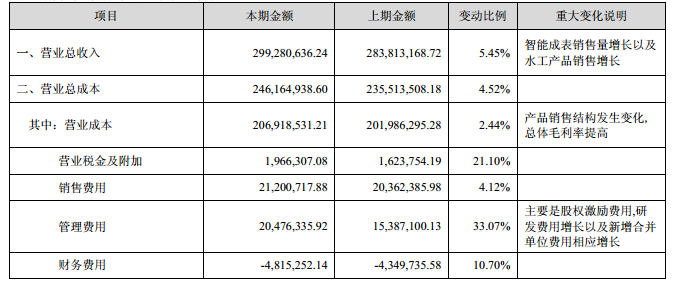 项目 本期金额 上期金额 变动比例 重大变化说明
一、营业总收入 299,280,636.24 283,813,168.72 5.45% 智能成表销售量增长以及
水工产品销售增长
二、营业总成本 246,164,938.60 235,513,508.18 4.52%
其中：营业成本 206,918,531.21 201,986,295.28 2.44% 产品销售结构发生变化,
总体毛利率提高
营业税金及附加 1,966,307.08 1,623,754.19 21.10%
销售费用 21,200,717.88 20,362,385.98 4.12%
管理费用 20,476,335.92 15,387,100.13 33.07% 主要是股权激励费用,研
发费用增长以及新增合并
单位费用相应增长
财务费用 -4,815,252.14 -4,349,735.58 10.70%